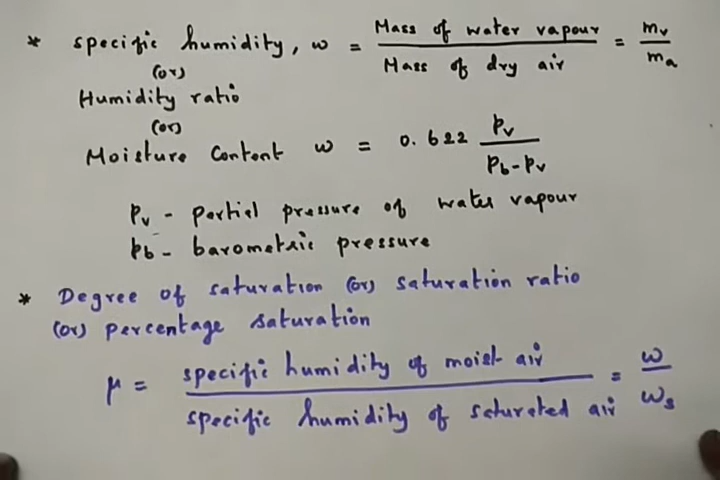 * specific humidity, w = Mass of water vapour / Mass of dry air = mv / ma
(or)
Humidity ratio
(or)
Moisture Content w = 0.622 Pv / Pb-Pv
Pv - partial pressure of water vapour
Pb - barometric pressure
* Degree of saturation (or) saturation ratio
(or) percentage saturation
μ = specific humidity of moist air / specific humidity of saturated air = w / ws